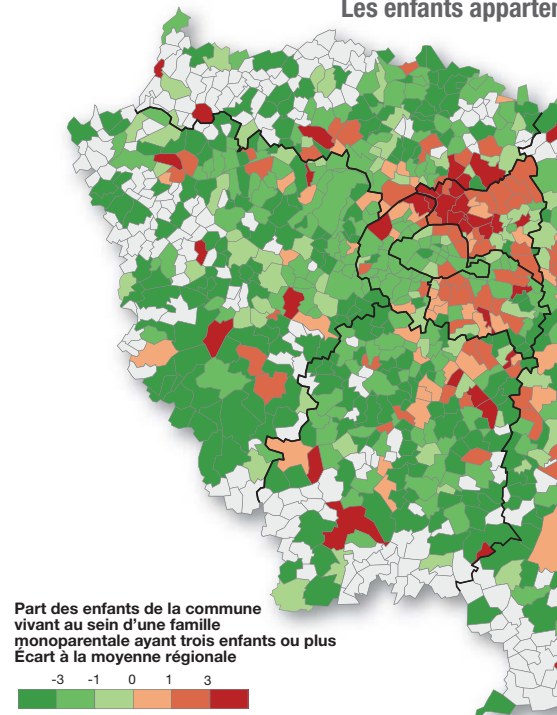 Les enfants apparten
Part des enfants de la commune
vivant au sein d'une famille
monoparentale ayant trois enfants ou plus
Écart à la moyenne régionale
-3 -1 0 1 3